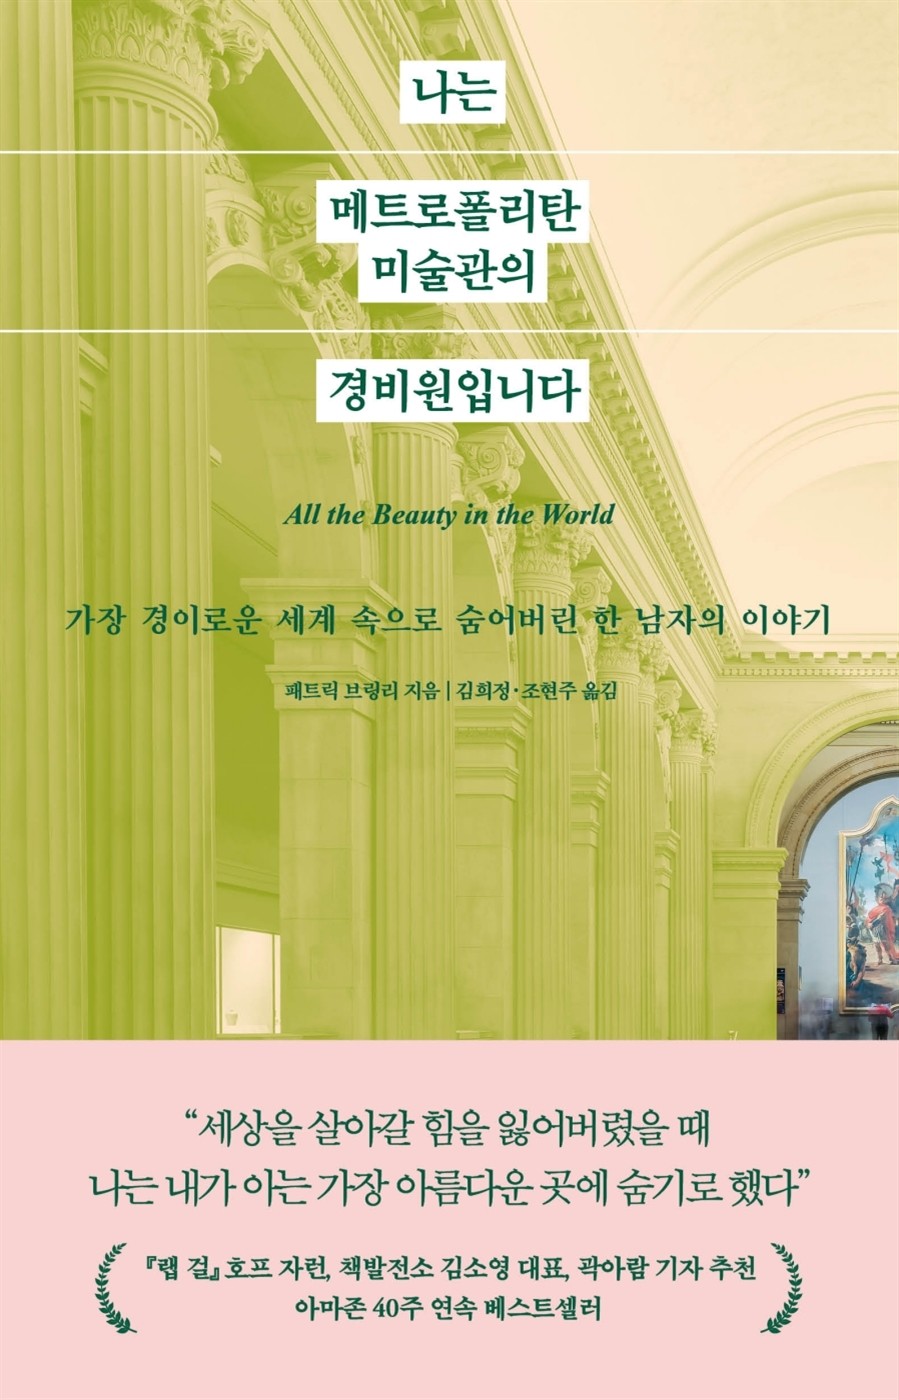 나는
메트로폴리탄
미술관의
경비원입니다
All the Beauty in the World
가장 경이로운 세계 속으로 숨어버린 한 남자의 이야기
패트릭 브링리 지음 | 김희정·조현주 옮김
“세상을 살아갈 힘을 잃어버렸을 때
나는 내가 아는 가장 아름다운 곳에 숨기로 했다”
『랩 걸』 호프 자런, 책발전소 김소영 대표, 곽아람 기자 추천
아마존 40주 연속 베스트셀러